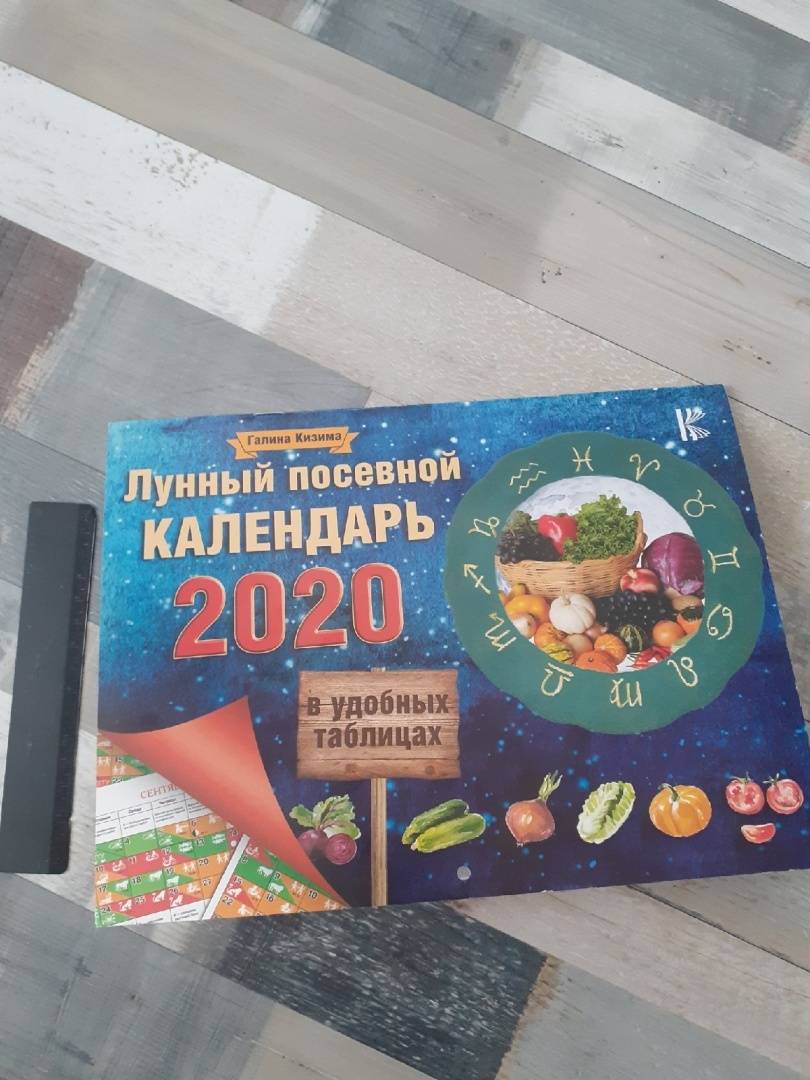 Галина Кизима
Лунный посевной
КАЛЕНДАРЬ
2020
в удобных
таблицах